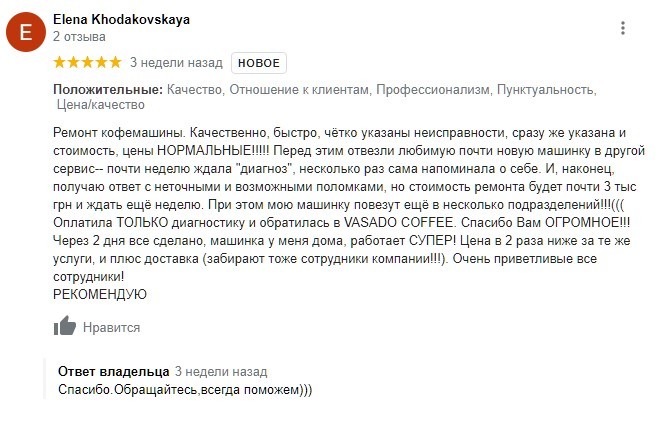 E
Elena Khodakovskaya
2 отзыва
3 недели назад НОВОЕ
Положительные: Качество, Отношение к клиентам, Профессионализм, Пунктуальность,
Цена/качество
Ремонт кофемашины. Качественно, быстро, чётко указаны неисправности, сразу же указана и
стоимость, цены НОРМАЛЬНЫЕ!!!!! Перед этим отвезли любимую почти новую машинку в другой
сервис-- почти неделю ждала "диагноз", несколько раз сама напоминала о себе. И, наконец,
получаю ответ с неточными и возможными поломками, но стоимость ремонта будет почти 3 тыс
грн и ждать ещё неделю. При этом мою машинку повезут ещё в несколько подразделений!!!(((
Оплатила ТОЛЬКО диагностику и обратилась в VASADO COFFEE. Спасибо Вам ОГРОМНОЕ!!!
Через 2 дня все сделано, машинка у меня дома, работает СУПЕР! Цена в 2 раза ниже за те же
услуги, и плюс доставка (забирают тоже сотрудники компании!!!). Очень приветливые все
сотрудники!
РЕКОМЕНДУЮ
Нравится
Ответ владельца 3 недели назад
Спасибо.Обращайтесь,всегда поможем)))